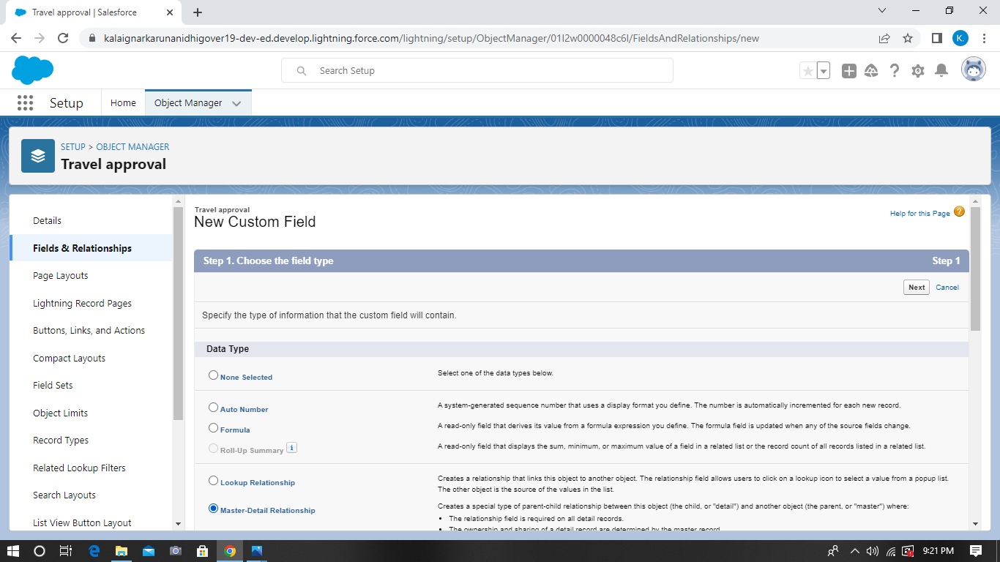 Travel approval | Salesforce
kalaignarkarunanidhigover19-dev-ed.develop.lightning.force.com/lightning/setup/ObjectManager/01I2w0000048c6I/FieldsAndRelationships/new
K.
Search Setup
Setup
Home
Object Manager
SETUP > OBJECT MANAGER
Travel approval
Details
Fields & Relationships
Page Layouts
Lightning Record Pages
Buttons, Links, and Actions
Compact Layouts
Field Sets
Object Limits
Record Types
Related Lookup Filters
Search Layouts
List View Button Layout
Travel approval
New Custom Field
Help for this Page ?
Step 1. Choose the field type
Step 1
Next
Cancel
Specify the type of information that the custom field will contain.
Data Type
None Selected
Select one of the data types below.
Auto Number
A system-generated sequence number that uses a display format you define. The number is automatically incremented for each new record.
Formula
A read-only field that derives its value from a formula expression you define. The formula field is updated when any of the source fields change.
Roll-Up Summary i
A read-only field that displays the sum, minimum, or maximum value of a field in a related list or the record count of all records listed in a related list.
Lookup Relationship
Creates a relationship that links this object to another object. The relationship field allows users to click on a lookup icon to select a value from a popup list.
The other object is the source of the values in the list.
Master-Detail Relationship
Creates a special type of parent-child relationship between this object (the child, or "detail") and another object (the parent, or "master") where:
• The relationship field is required on all detail records.
• The ownership and sharing of a detail record are determined by the master record.
9:21 PM